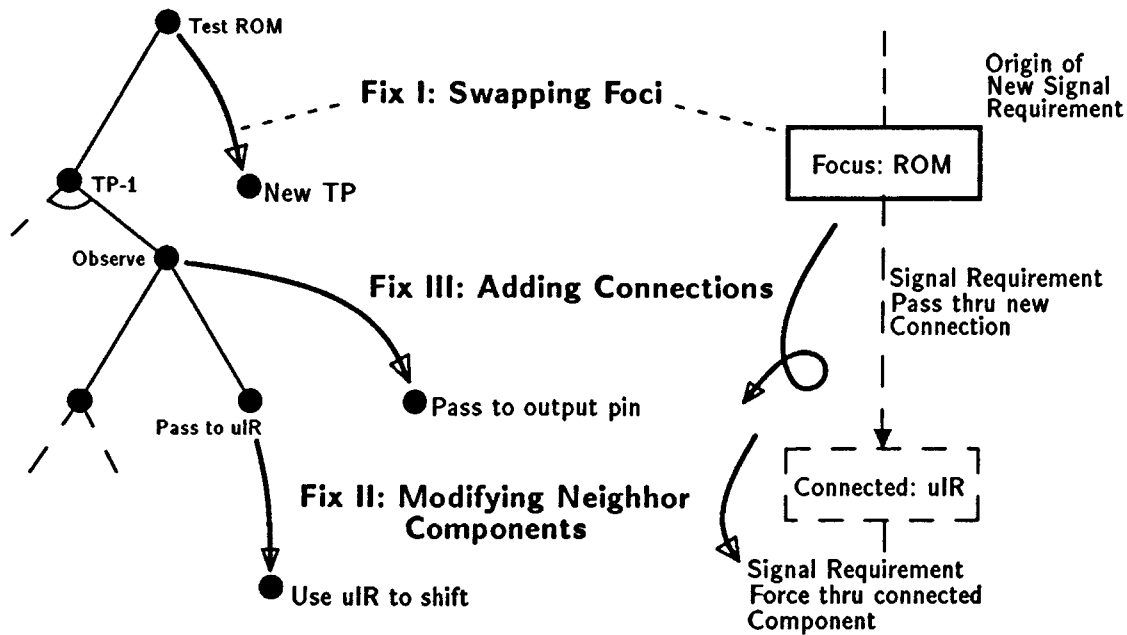 Test ROM
Origin of
New Signal
Requirement
Fix I: Swapping Foci
Focus: ROM
TP-1
New TP
Observe
Fix III: Adding Connections
Signal Requirement
Pass thru new
Connection
Pass to output pin
Pass to uIR
Connected: uIR
Fix II: Modifying Neighhor
Components
Use uIR to shift
Signal Requirement
Force thru connected
Component